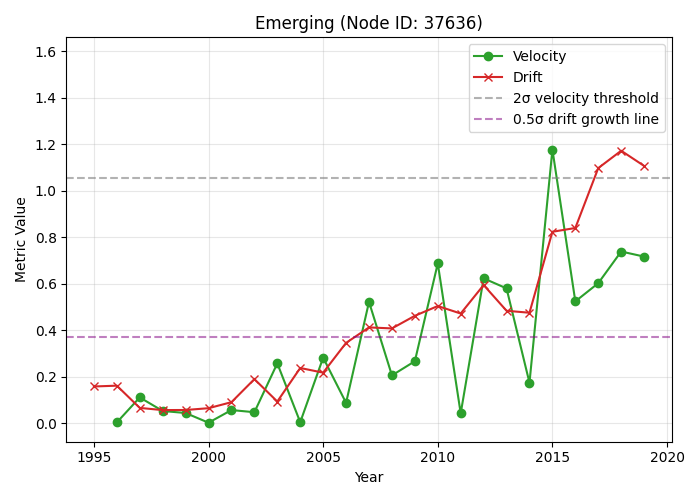 Emerging (Node ID: 37636)
Velocity
Drift
2σ velocity threshold
0.5σ drift growth line
Metric Value
1.6
1.4
1.2
1.0
0.8
0.6
0.4
0.2
0.0
1995
2000
2005
2010
2015
2020
Year